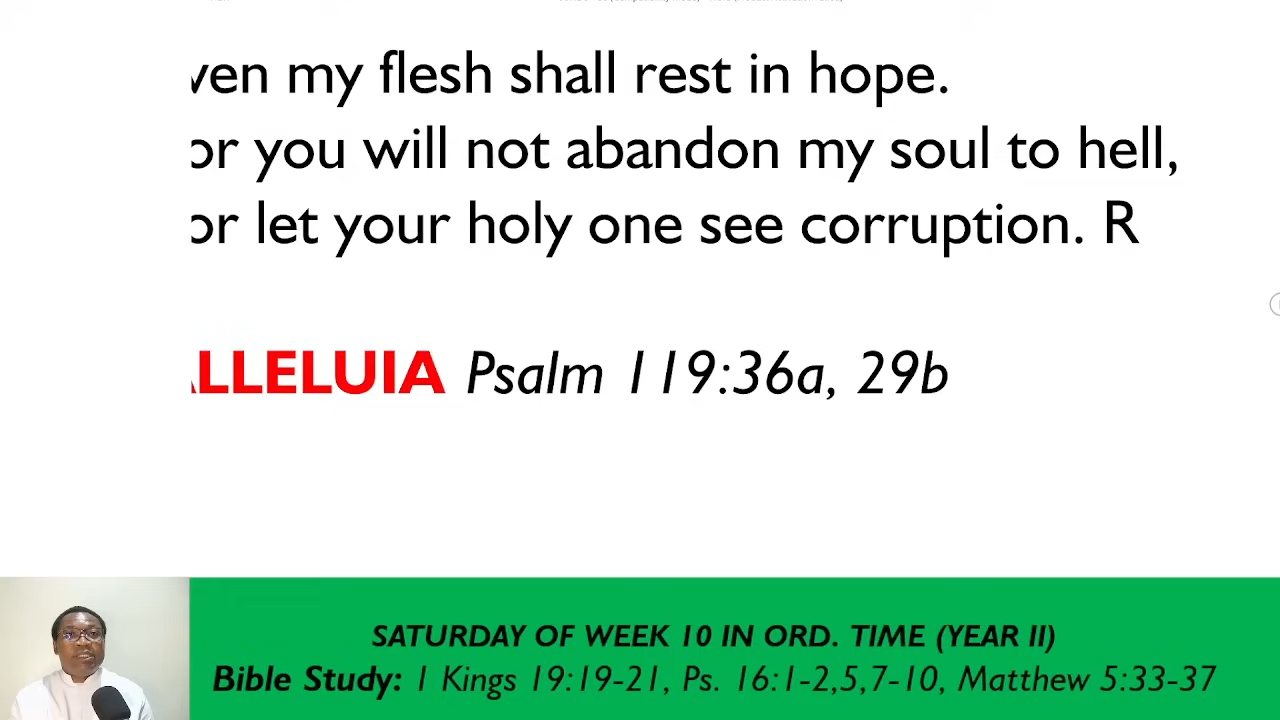 ven my flesh shall rest in hope.
or you will not abandon my soul to hell,
or let your holy one see corruption. R
LLELUIA Psalm 119:36a, 29b
SATURDAY OF WEEK 10 IN ORD. TIME (YEAR II)
Bible Study: 1 Kings 19:19-21, Ps. 16:1-2,5,7-10, Matthew 5:33-37